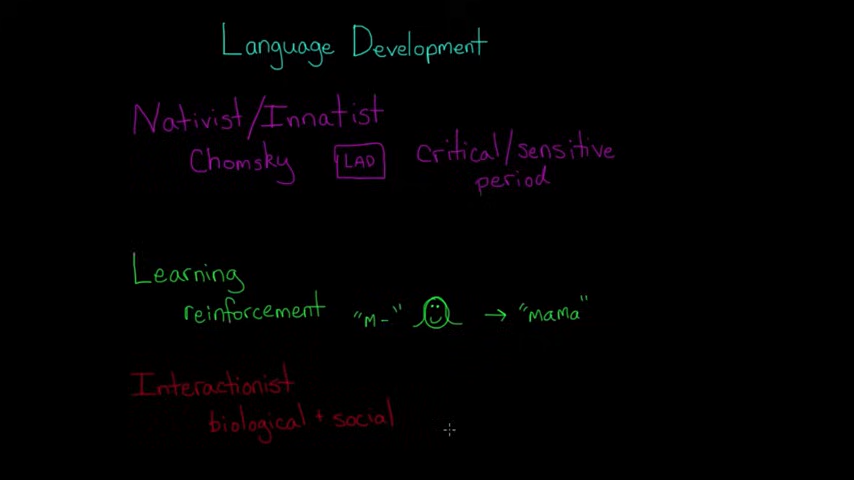 Language Development
Nativist/Innatist
Chomsky LAD critical/sensitive
period
Learning
reinforcement "m-" → "mama"
Interactionist
biological + social